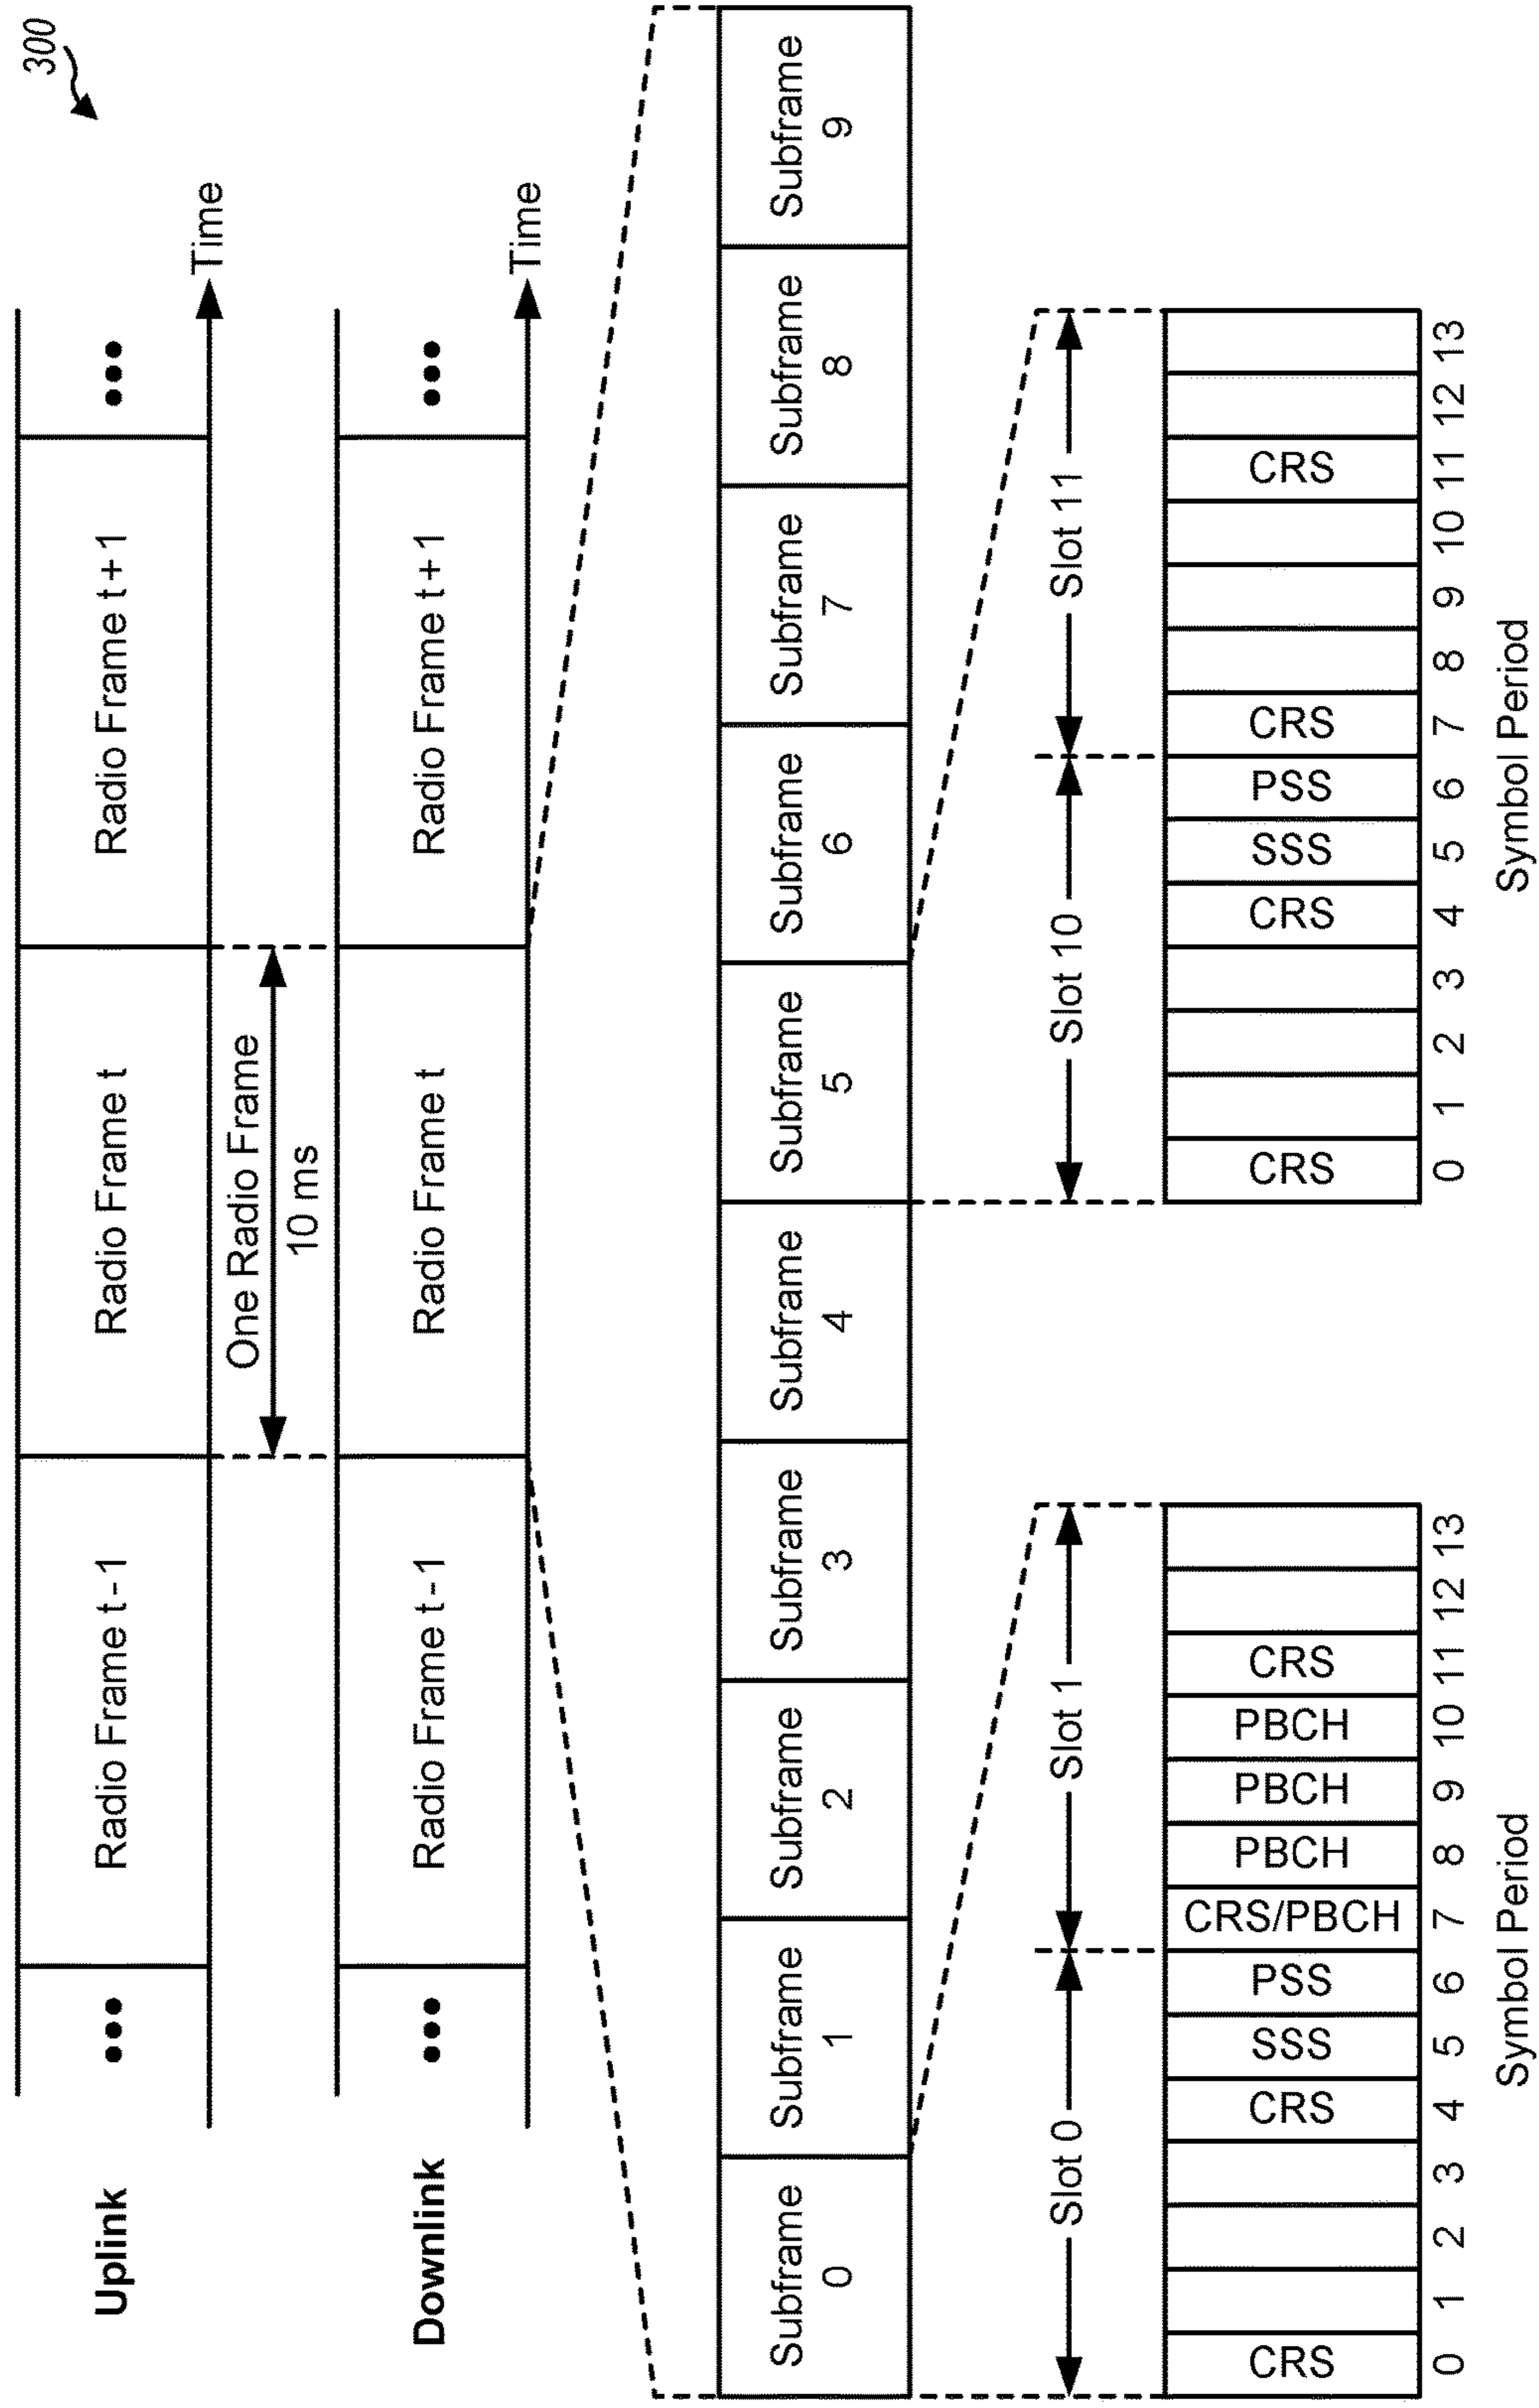 300
Uplink
•••
Radio Frame t-1
Radio Frame t
Radio Frame t+1
•••
Time
One Radio Frame
10 ms
Downlink
•••
Radio Frame t-1
Radio Frame t
Radio Frame t+1
•••
Time
Subframe
0
Subframe
1
Subframe
2
Subframe
3
Subframe
4
Subframe
5
Subframe
6
Subframe
7
Subframe
8
Subframe
9
Slot 0
Slot 1
CRS
SSS
CRS
PSS
CRS/PBCH
PBCH
PBCH
PBCH
CRS
0 1 2 3 4 5 6 7 8 9 10 11 12 13
Symbol Period
Slot 10
Slot 11
CRS
CRS
SSS
PSS
CRS
CRS
0 1 2 3 4 5 6 7 8 9 10 11 12 13
Symbol Period